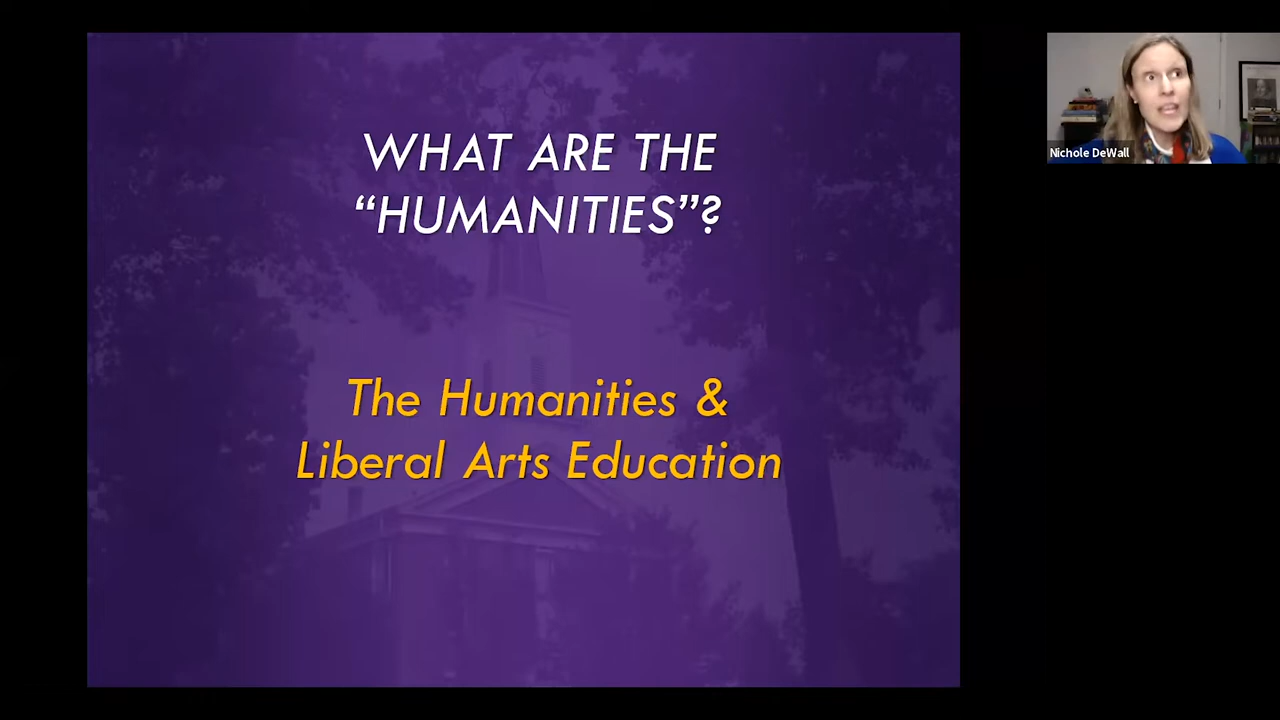 WHAT ARE THE
“HUMANITIES”?
The Humanities &
Liberal Arts Education
Nichole DeWall